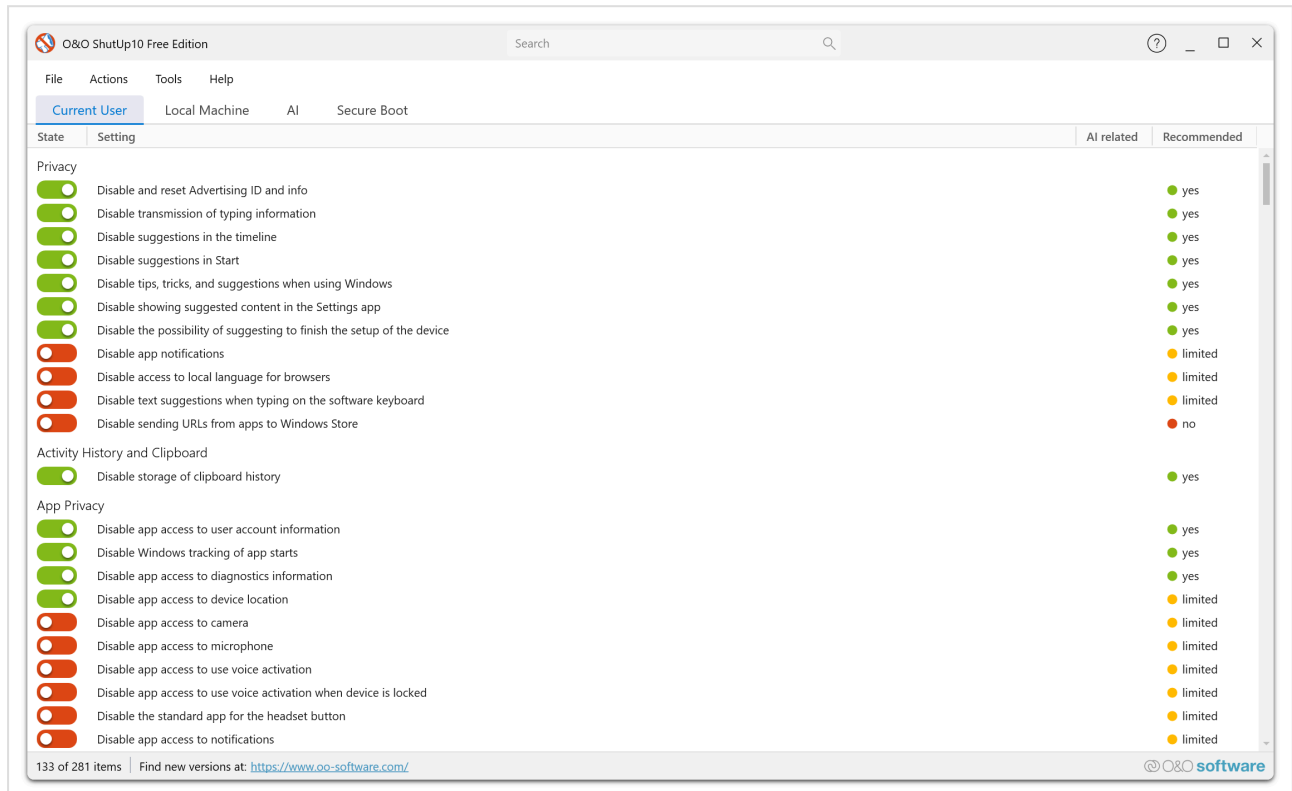 O&O ShutUp10 Free Edition Search ?
File Actions Tools Help
Current User Local Machine AI Secure Boot
State Setting AI related Recommended
Privacy
Disable and reset Advertising ID and info yes
Disable transmission of typing information yes
Disable suggestions in the timeline yes
Disable suggestions in Start yes
Disable tips, tricks, and suggestions when using Windows yes
Disable showing suggested content in the Settings app yes
Disable the possibility of suggesting to finish the setup of the device yes
Disable app notifications limited
Disable access to local language for browsers limited
Disable text suggestions when typing on the software keyboard limited
Disable sending URLs from apps to Windows Store no
Activity History and Clipboard
Disable storage of clipboard history yes
App Privacy
Disable app access to user account information yes
Disable Windows tracking of app starts yes
Disable app access to diagnostics information yes
Disable app access to device location limited
Disable app access to camera limited
Disable app access to microphone limited
Disable app access to use voice activation limited
Disable app access to use voice activation when device is locked limited
Disable the standard app for the headset button limited
Disable app access to notifications limited
133 of 281 items Find new versions at: https://www.oo-software.com/ O&O software